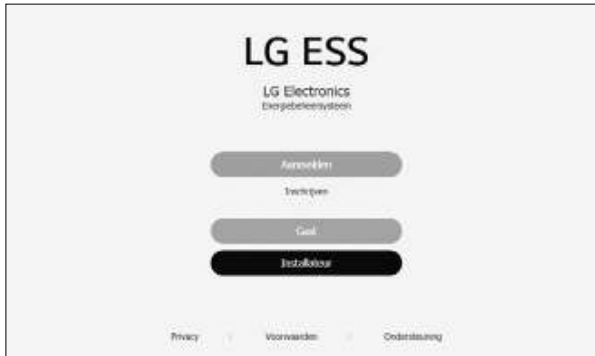 LG ESS
LG Electronics
Energiebeheersysteem
Aanmelden
Inschrijven
Gast
Installateur
Privacy | Voorwaarden | Ondersteuning